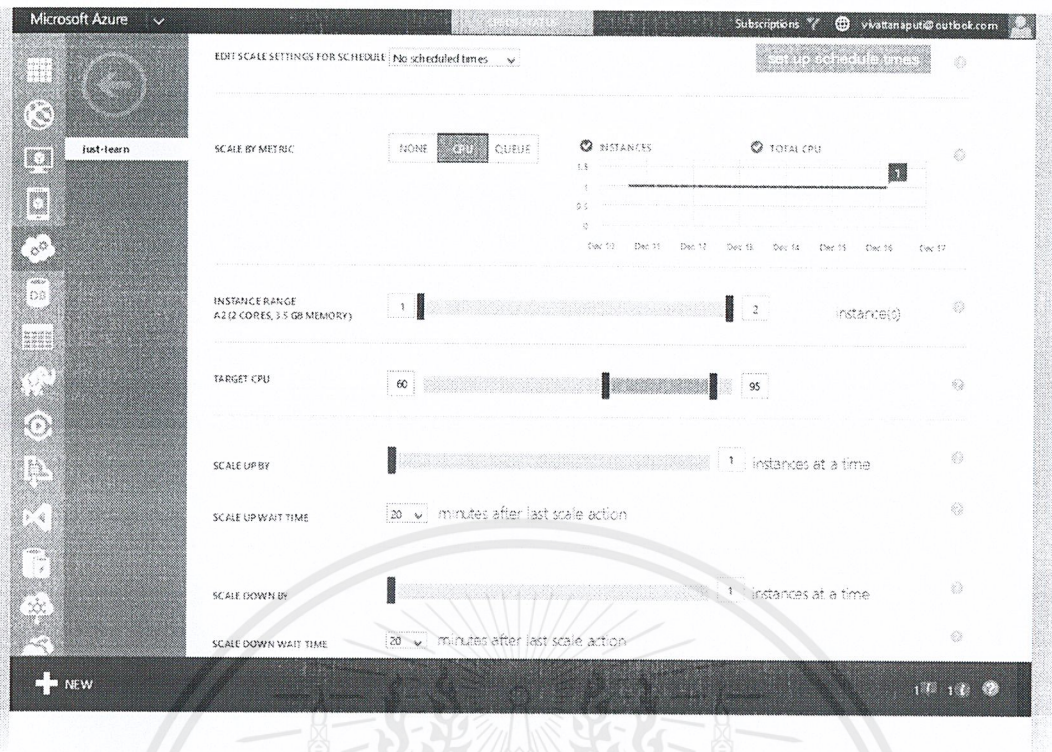 Microsoft Azure
CREDIT STATUS
Subscriptions
vivattanaputi@outlook.com
EDIT SCALE SETTINGS FOR SCHEDULE No scheduled times
set up schedule times
just-learn
SCALE BY METRIC
NONE CPU QUEUE
INSTANCES
TOTAL CPU
1
1.5
1
0.5
0
Dec 10 Dec 11 Dec 12 Dec 13 Dec 14 Dec 15 Dec 16 Dec 17
INSTANCE RANGE
A2 (2 CORES, 3.5 GB MEMORY)
1 2 instance(s)
TARGET CPU
60 95
SCALE UP BY
1 instances at a time
SCALE UP WAIT TIME
20 minutes after last scale action
SCALE DOWN BY
1 instances at a time
SCALE DOWN WAIT TIME
20 minutes after last scale action
DB
NEW
1 1